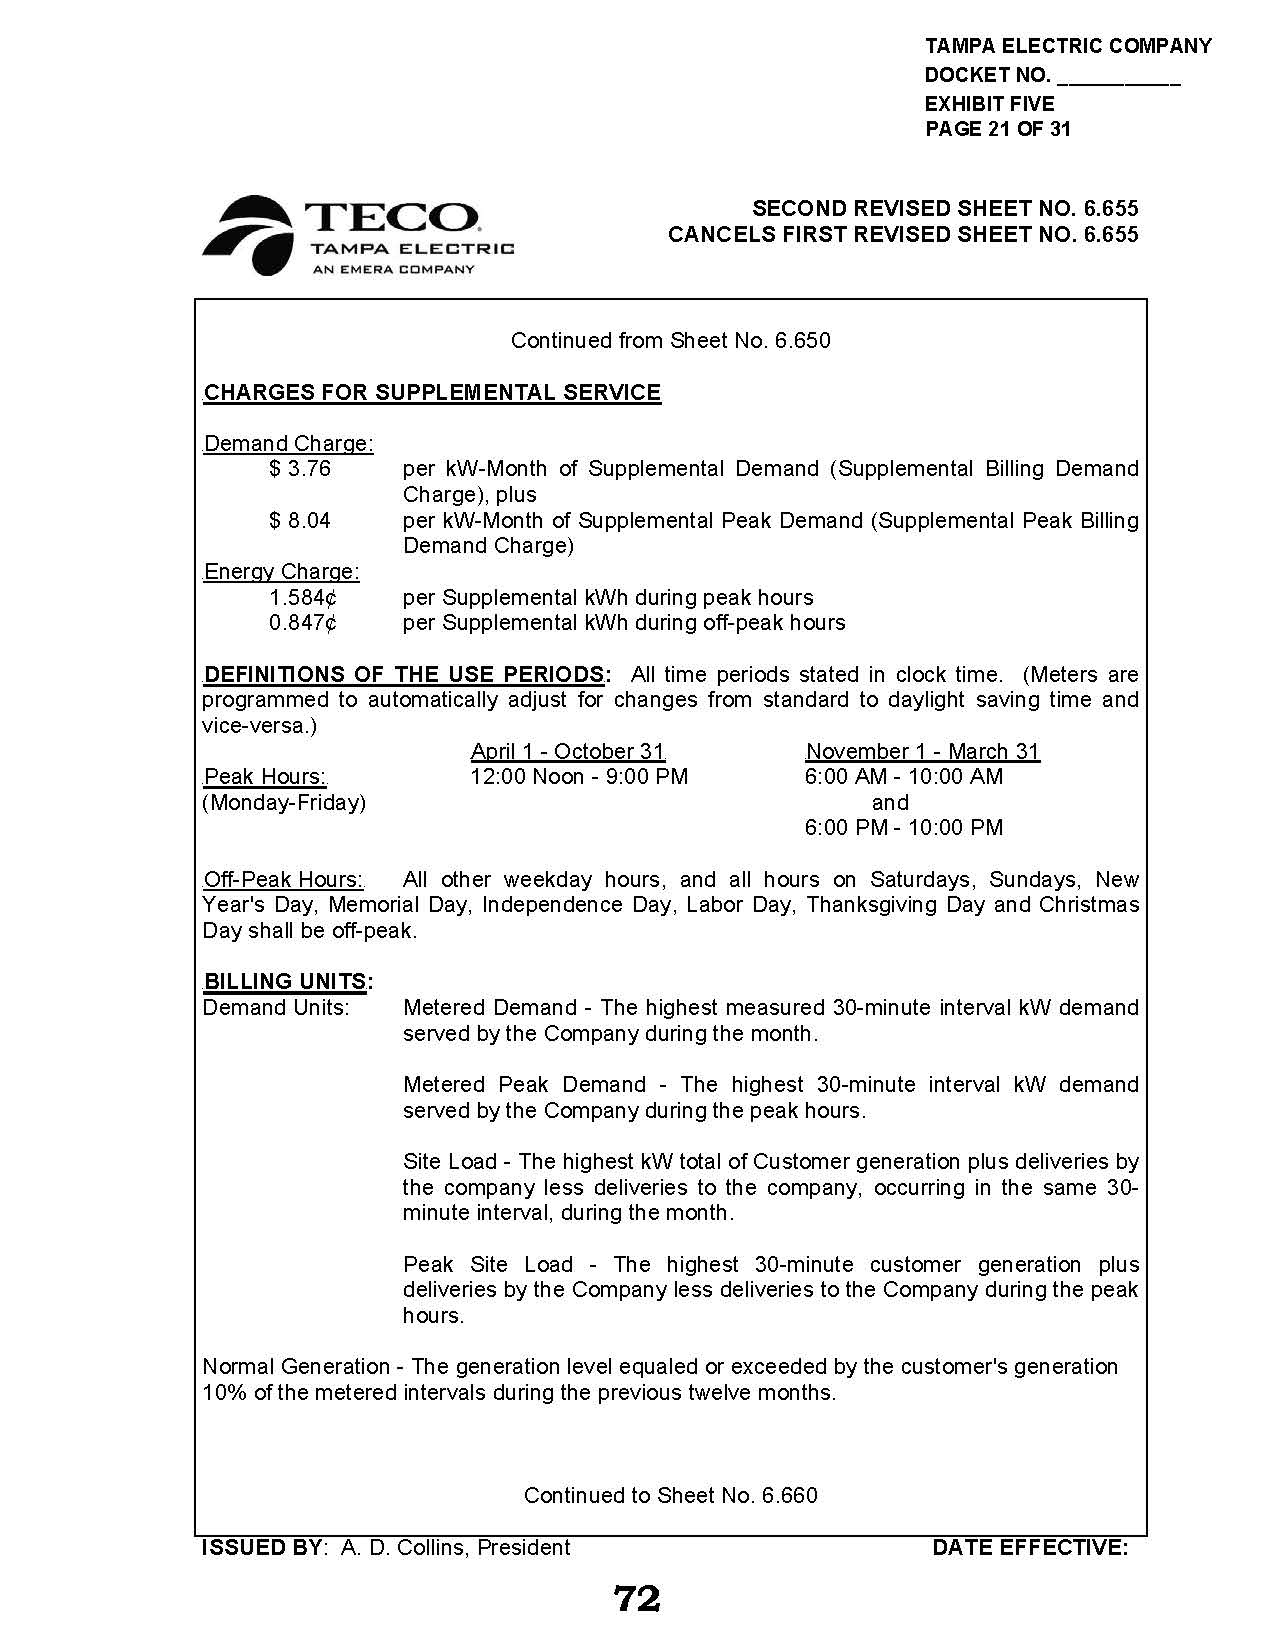 TAMPA ELECTRIC COMPANY
DOCKET NO. ___________
EXHIBIT FIVE
PAGE 21 OF 31
TECO.
TAMPA ELECTRIC
AN EMERA COMPANY
SECOND REVISED SHEET NO. 6.655
CANCELS FIRST REVISED SHEET NO. 6.655
Continued from Sheet No. 6.650
CHARGES FOR SUPPLEMENTAL SERVICE
Demand Charge:
$ 3.76 per kW-Month of Supplemental Demand (Supplemental Billing Demand
Charge), plus
$ 8.04 per kW-Month of Supplemental Peak Demand (Supplemental Peak Billing
Demand Charge)
Energy Charge:
1.584¢ per Supplemental kWh during peak hours
0.847¢ per Supplemental kWh during off-peak hours
DEFINITIONS OF THE USE PERIODS: All time periods stated in clock time. (Meters are
programmed to automatically adjust for changes from standard to daylight saving time and
vice-versa.)
April 1 - October 31 November 1 - March 31
Peak Hours: 12:00 Noon - 9:00 PM 6:00 AM - 10:00 AM
(Monday-Friday) and
6:00 PM - 10:00 PM
Off-Peak Hours: All other weekday hours, and all hours on Saturdays, Sundays, New
Year's Day, Memorial Day, Independence Day, Labor Day, Thanksgiving Day and Christmas
Day shall be off-peak.
BILLING UNITS:
Demand Units: Metered Demand - The highest measured 30-minute interval kW demand
served by the Company during the month.
Metered Peak Demand - The highest 30-minute interval kW demand
served by the Company during the peak hours.
Site Load - The highest kW total of Customer generation plus deliveries by
the company less deliveries to the company, occurring in the same 30-
minute interval, during the month.
Peak Site Load - The highest 30-minute customer generation plus
deliveries by the Company less deliveries to the Company during the peak
hours.
Normal Generation - The generation level equaled or exceeded by the customer's generation
10% of the metered intervals during the previous twelve months.
Continued to Sheet No. 6.660
ISSUED BY: A. D. Collins, President DATE EFFECTIVE:
72